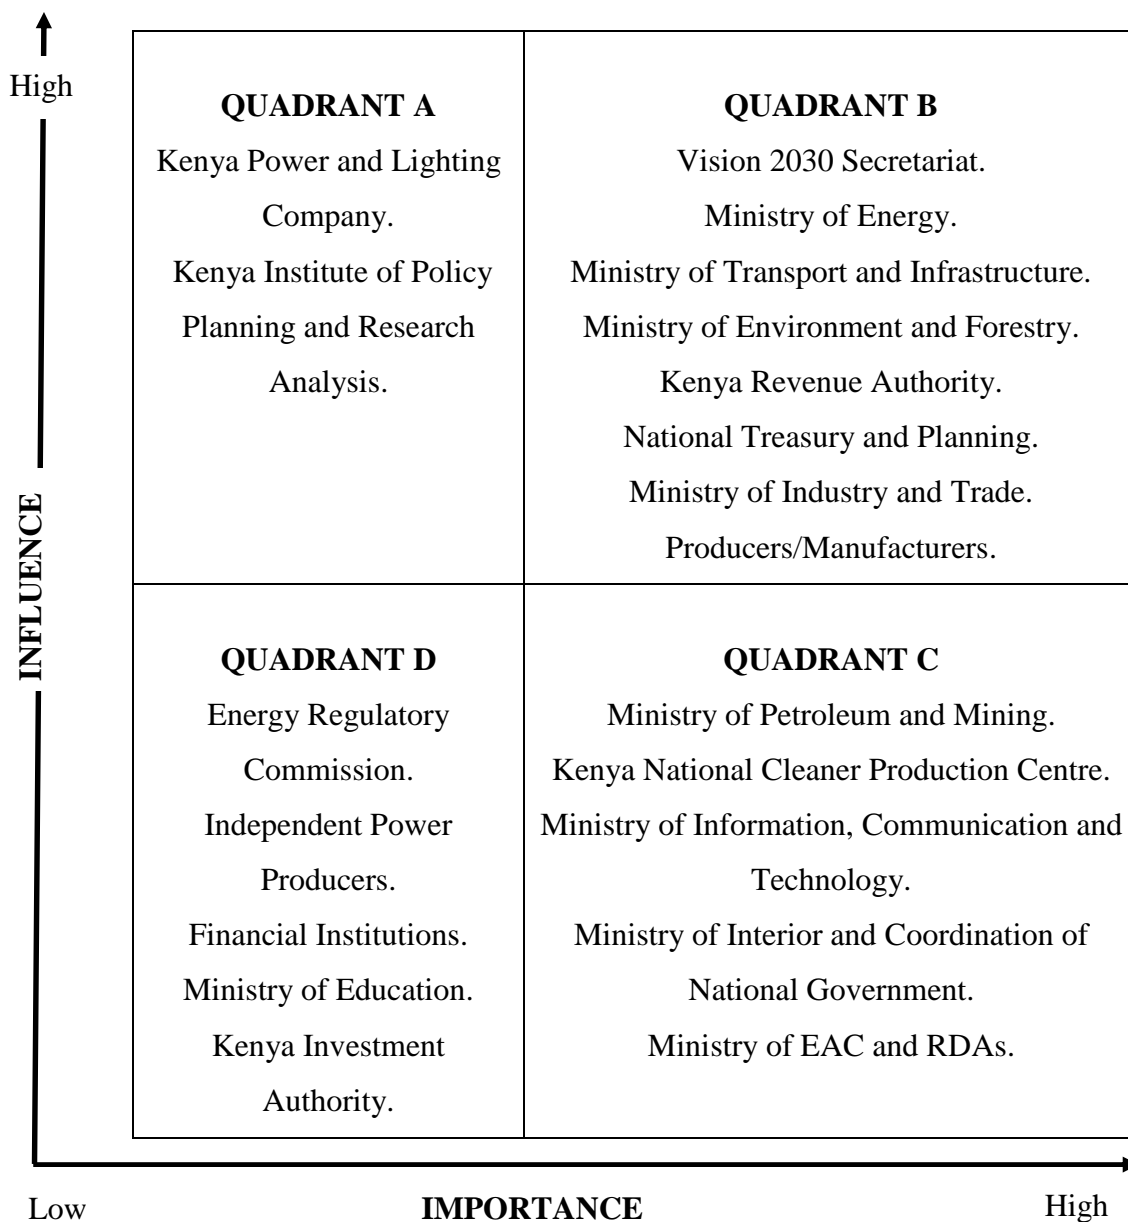 High
INFLUENCE
QUADRANT A
Kenya Power and Lighting
Company.
Kenya Institute of Policy
Planning and Research
Analysis.
QUADRANT B
Vision 2030 Secretariat.
Ministry of Energy.
Ministry of Transport and Infrastructure.
Ministry of Environment and Forestry.
Kenya Revenue Authority.
National Treasury and Planning.
Ministry of Industry and Trade.
Producers/Manufacturers.
QUADRANT D
Energy Regulatory
Commission.
Independent Power
Producers.
Financial Institutions.
Ministry of Education.
Kenya Investment
Authority.
QUADRANT C
Ministry of Petroleum and Mining.
Kenya National Cleaner Production Centre.
Ministry of Information, Communication and
Technology.
Ministry of Interior and Coordination of
National Government.
Ministry of EAC and RDAs.
Low
IMPORTANCE
High